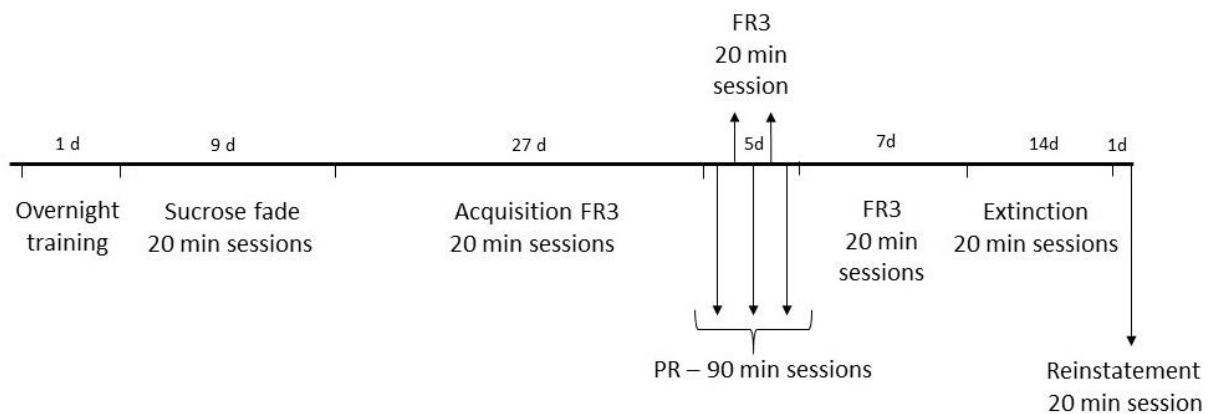 FR3
20 min
session
1 d
9 d
27 d
5d
7d
14d
1d
Overnight
training
Sucrose fade
20 min sessions
Acquisition FR3
20 min sessions
FR3
20 min
sessions
Extinction
20 min sessions
PR – 90 min sessions
Reinstatement
20 min session